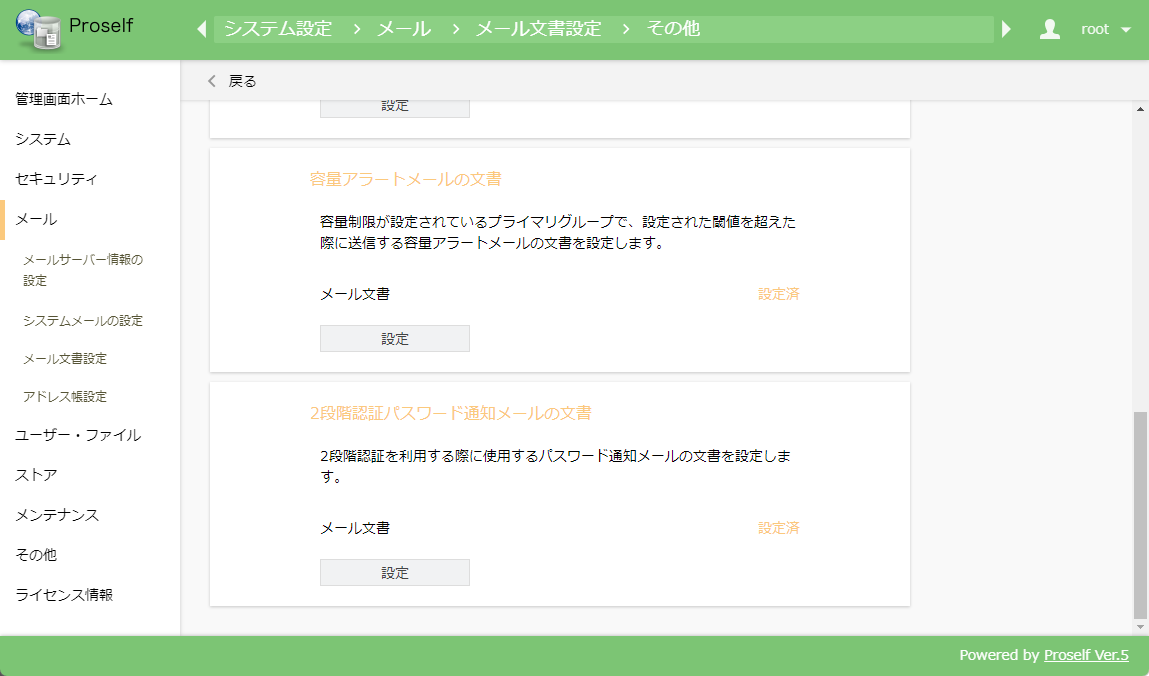 Proself
システム設定 > メール > メール文書設定 > その他
root
戻る
管理画面ホーム
システム
セキュリティ
メール
メールサーバー情報の
設定
システムメールの設定
メール文書設定
アドレス帳設定
ユーザー・ファイル
ストア
メンテナンス
その他
ライセンス情報
設定
容量アラートメールの文書
容量制限が設定されているプライマリグループで、設定された閾値を超えた
際に送信する容量アラートメールの文書を設定します。
メール文書 設定済
設定
2段階認証パスワード通知メールの文書
2段階認証を利用する際に使用するパスワード通知メールの文書を設定しま
す。
メール文書 設定済
設定
Powered by Proself Ver.5